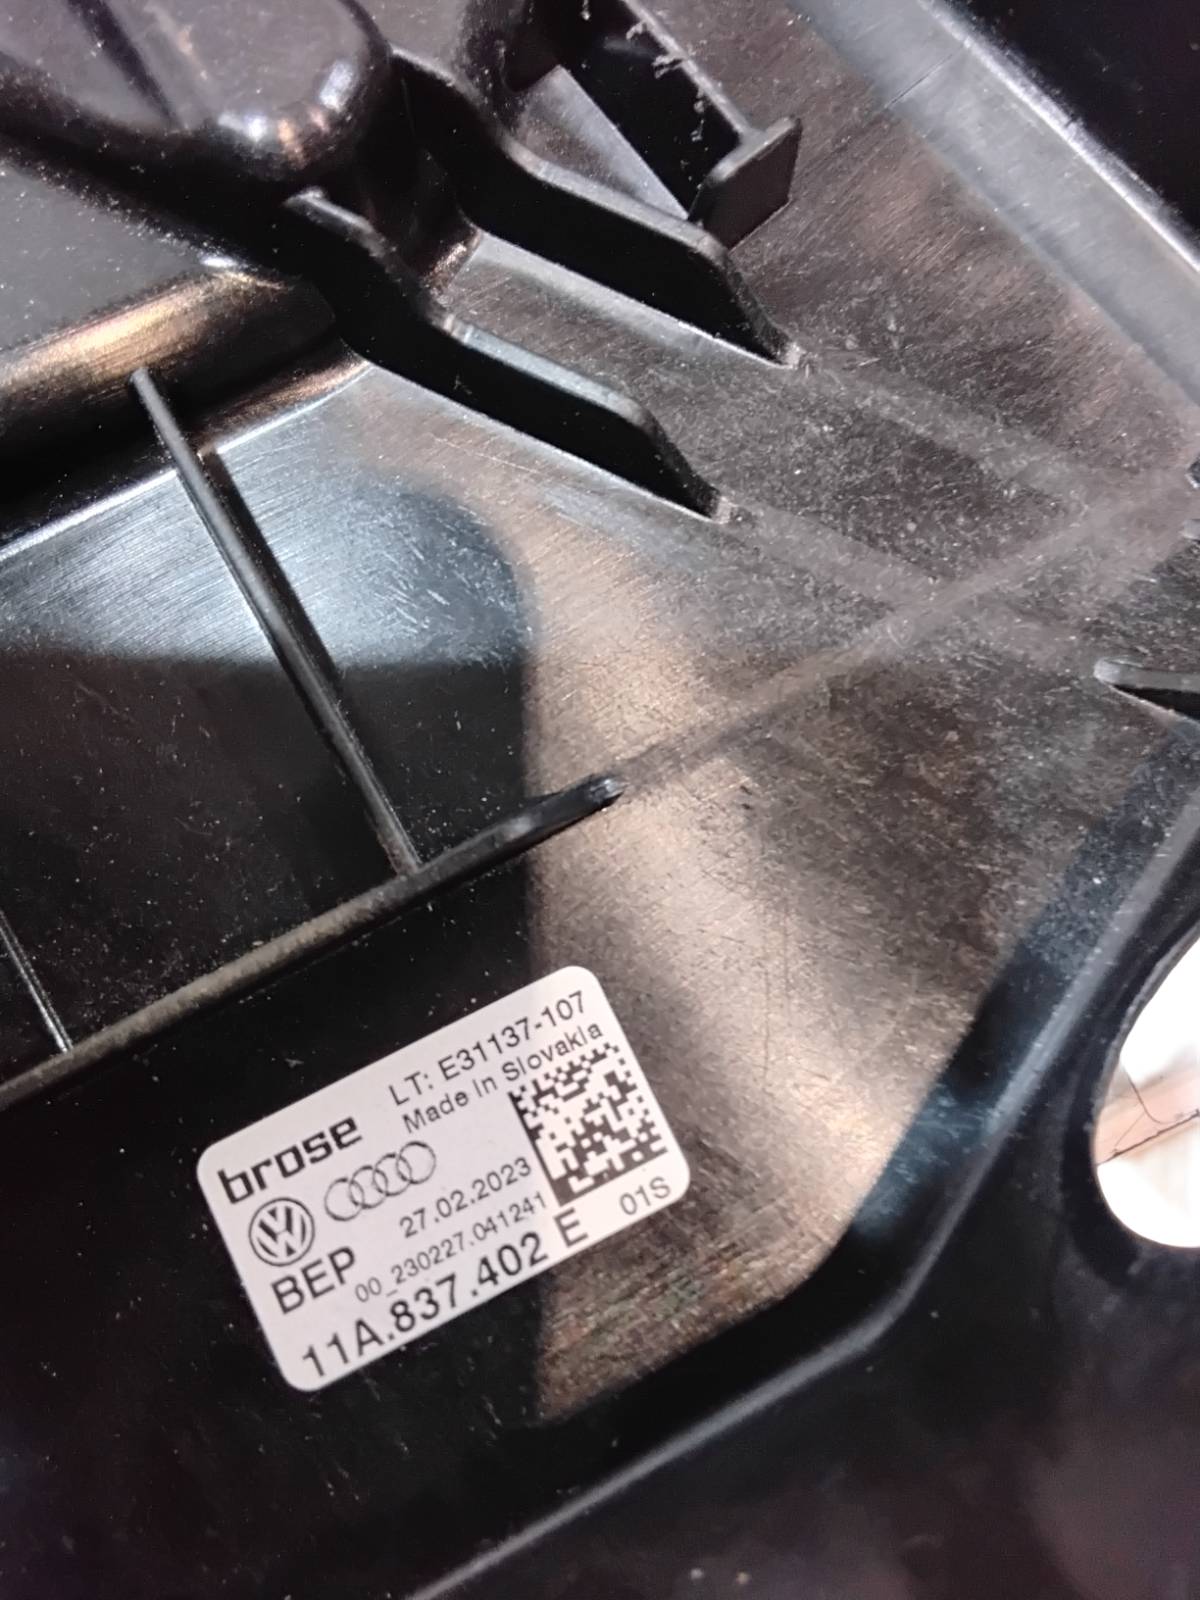 LT: E31137-107
Made in Slovakia
brose
27.02.2023
BEP
00_230227.041241
11A.837.402 E
01S